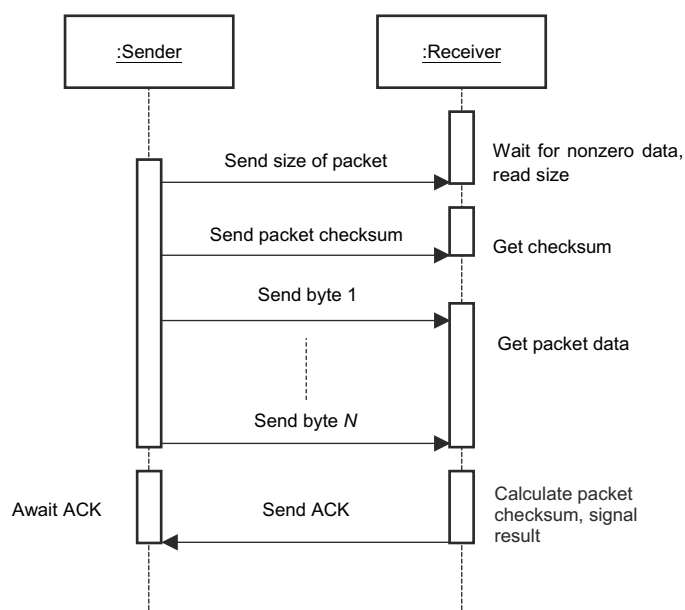 :Sender
:Receiver
Send size of packet
Wait for nonzero data,
read size
Send packet checksum
Get checksum
Send byte 1
Get packet data
Send byte N
Await ACK
Send ACK
Calculate packet
checksum, signal
result